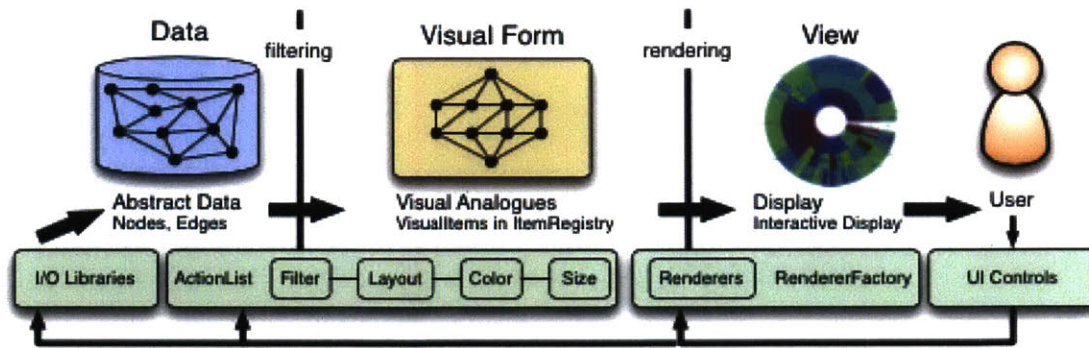 Data
filtering
Visual Form
rendering
View
Abstract Data
Nodes, Edges
Visual Analogues
VisualItems in ItemRegistry
Display
Interactive Display
User
I/O Libraries
ActionList
Filter
Layout
Color
Size
Renderers
RendererFactory
UI Controls